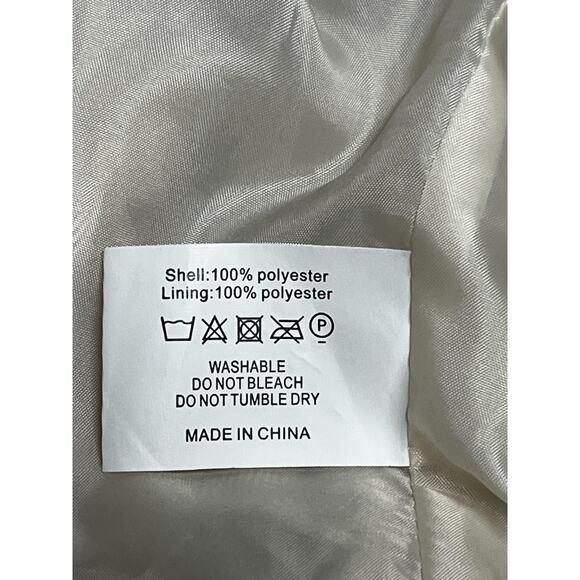 Shell:100% polyester
Lining:100% polyester
P
WASHABLE
DO NOT BLEACH
DO NOT TUMBLE DRY
MADE IN CHINA